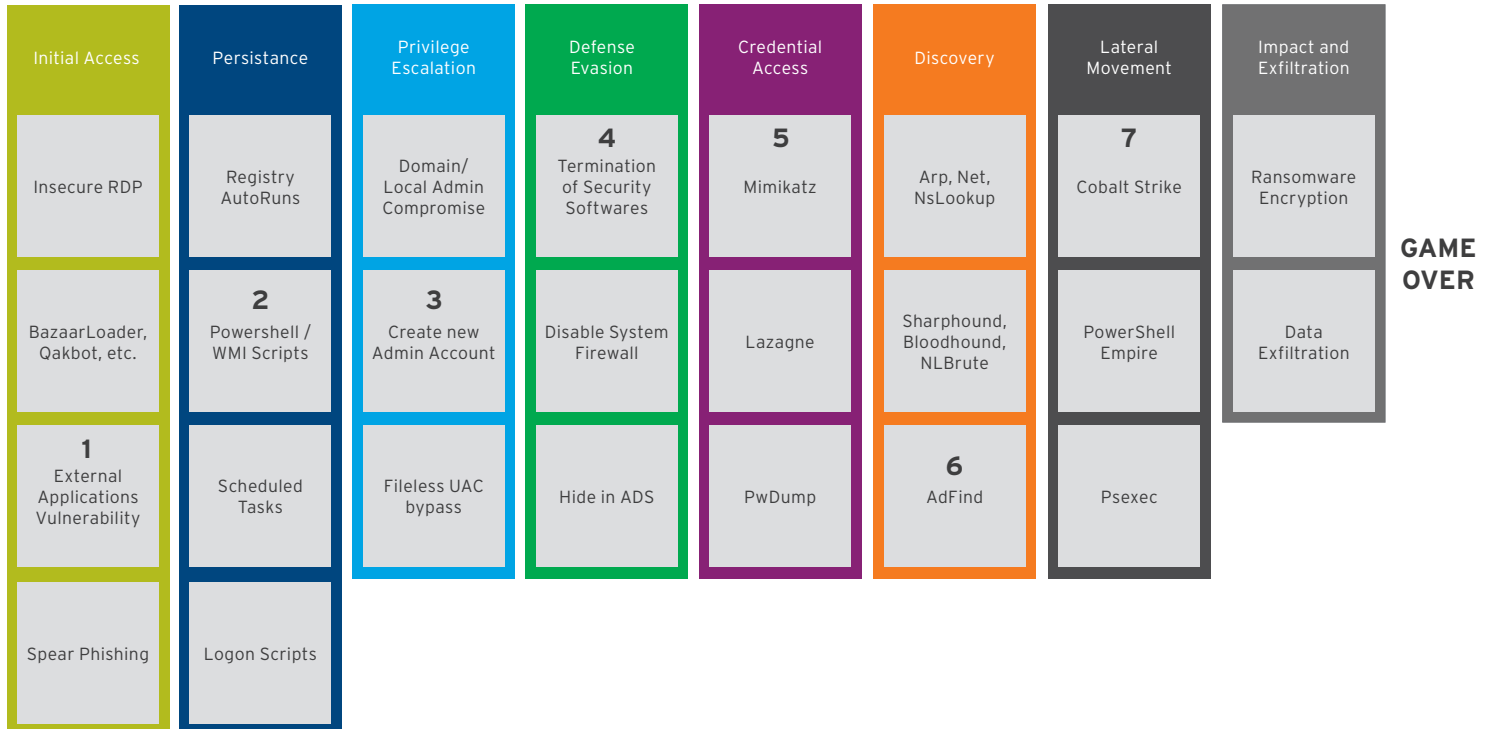 Initial Access
Insecure RDP
BazaarLoader,
Qakbot, etc.
1
External
Applications
Vulnerability
Spear Phishing
Persistance
Registry
AutoRuns
2
Powershell /
WMI Scripts
Scheduled
Tasks
Logon Scripts
Privilege
Escalation
Domain/
Local Admin
Compromise
3
Create new
Admin Account
Fileless UAC
bypass
Defense
Evasion
4
Termination
of Security
Softwares
Disable System
Firewall
Hide in ADS
Credential
Access
5
Mimikatz
Lazagne
PwDump
Discovery
Arp, Net,
NsLookup
Sharphound,
Bloodhound,
NLBrute
6
AdFind
Lateral
Movement
7
Cobalt Strike
PowerShell
Empire
Psexec
Impact and
Exfiltration
Ransomware
Encryption
Data
Exfiltration
GAME
OVER